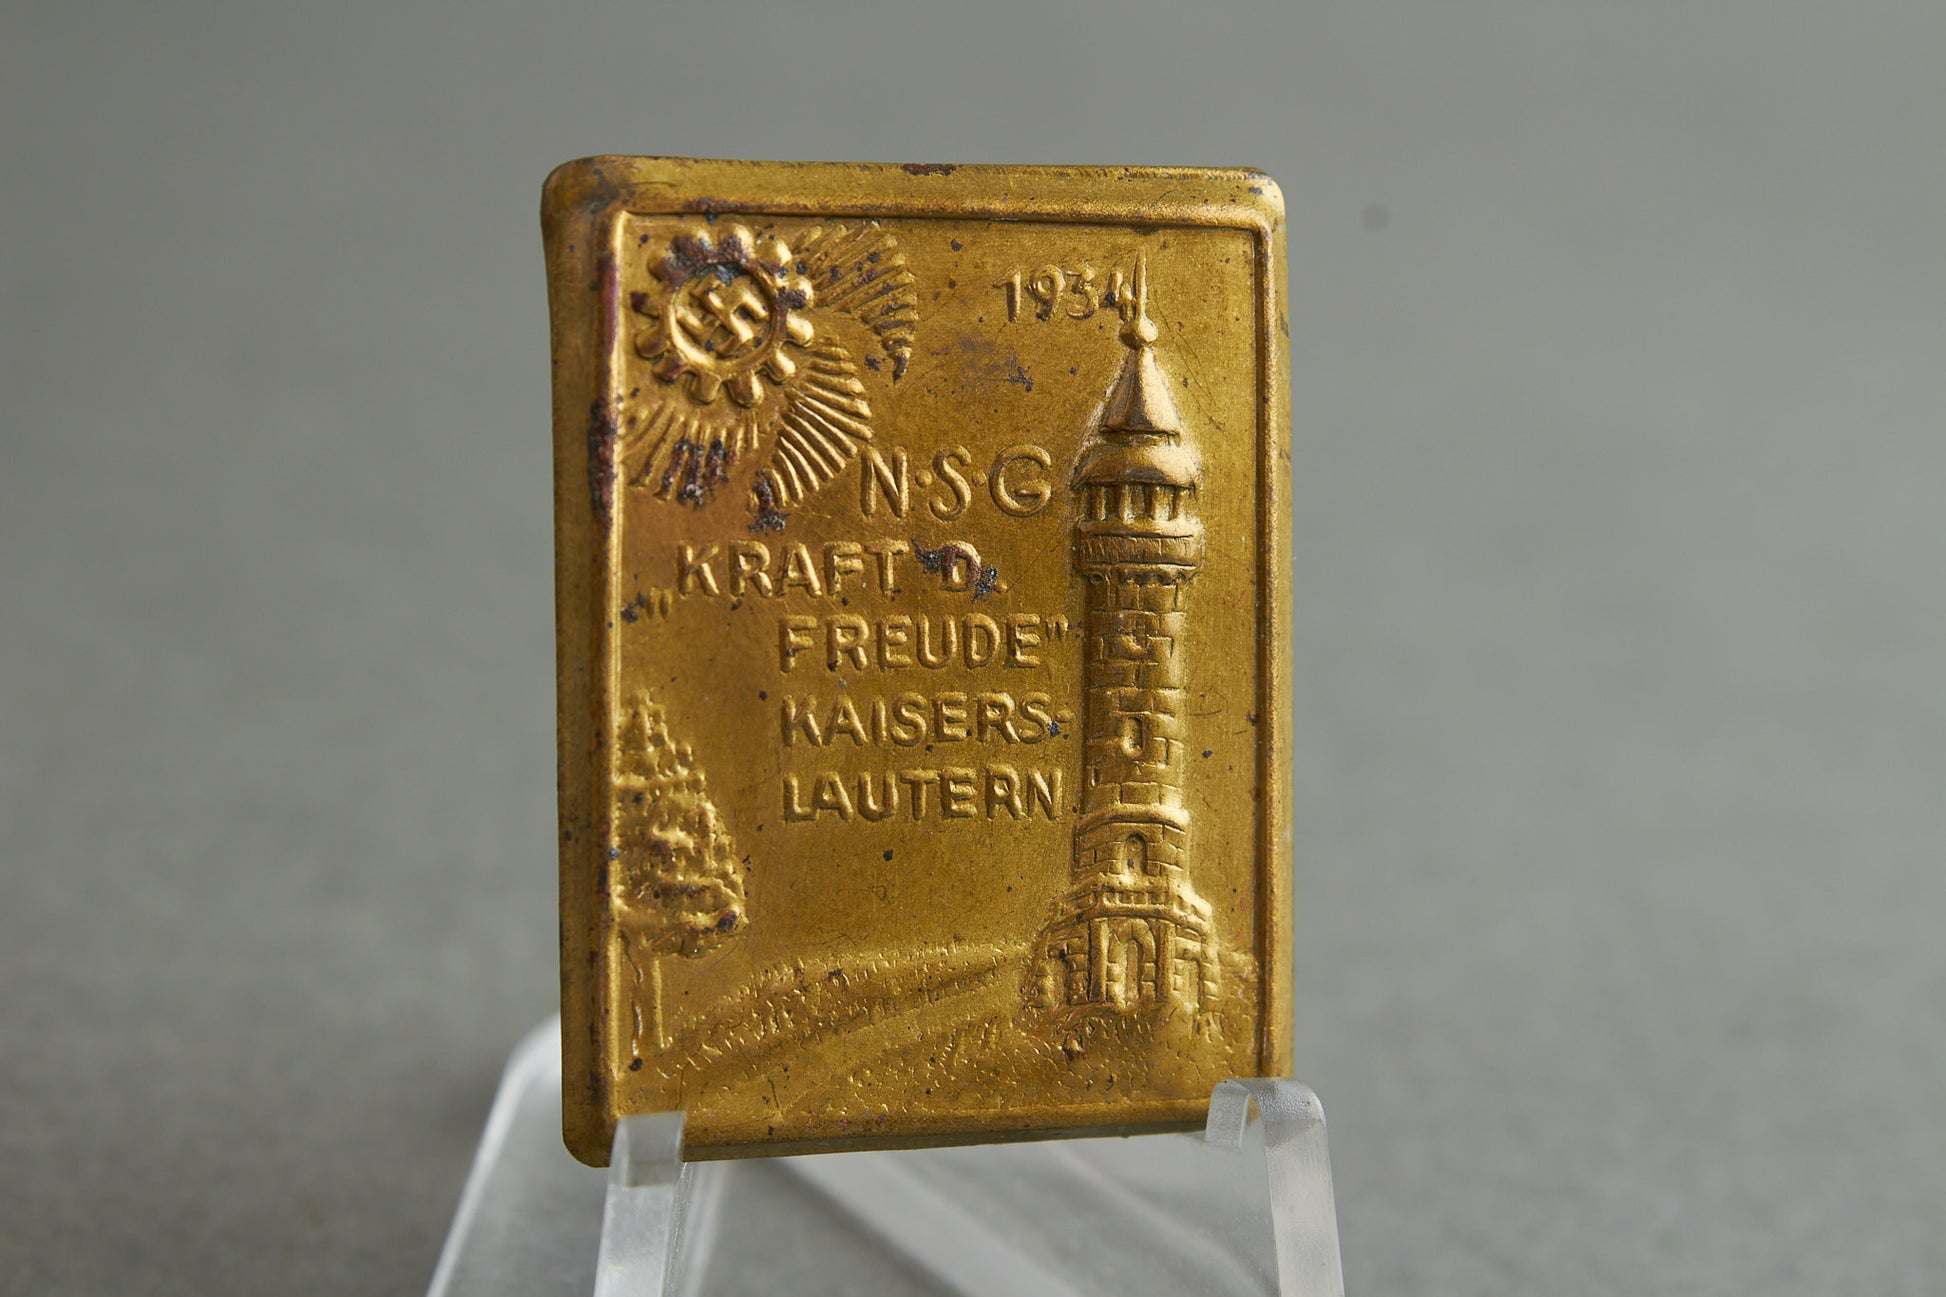 1934
N·S·G
„KRAFT D.
FREUDE“
KAISERS-
LAUTERN